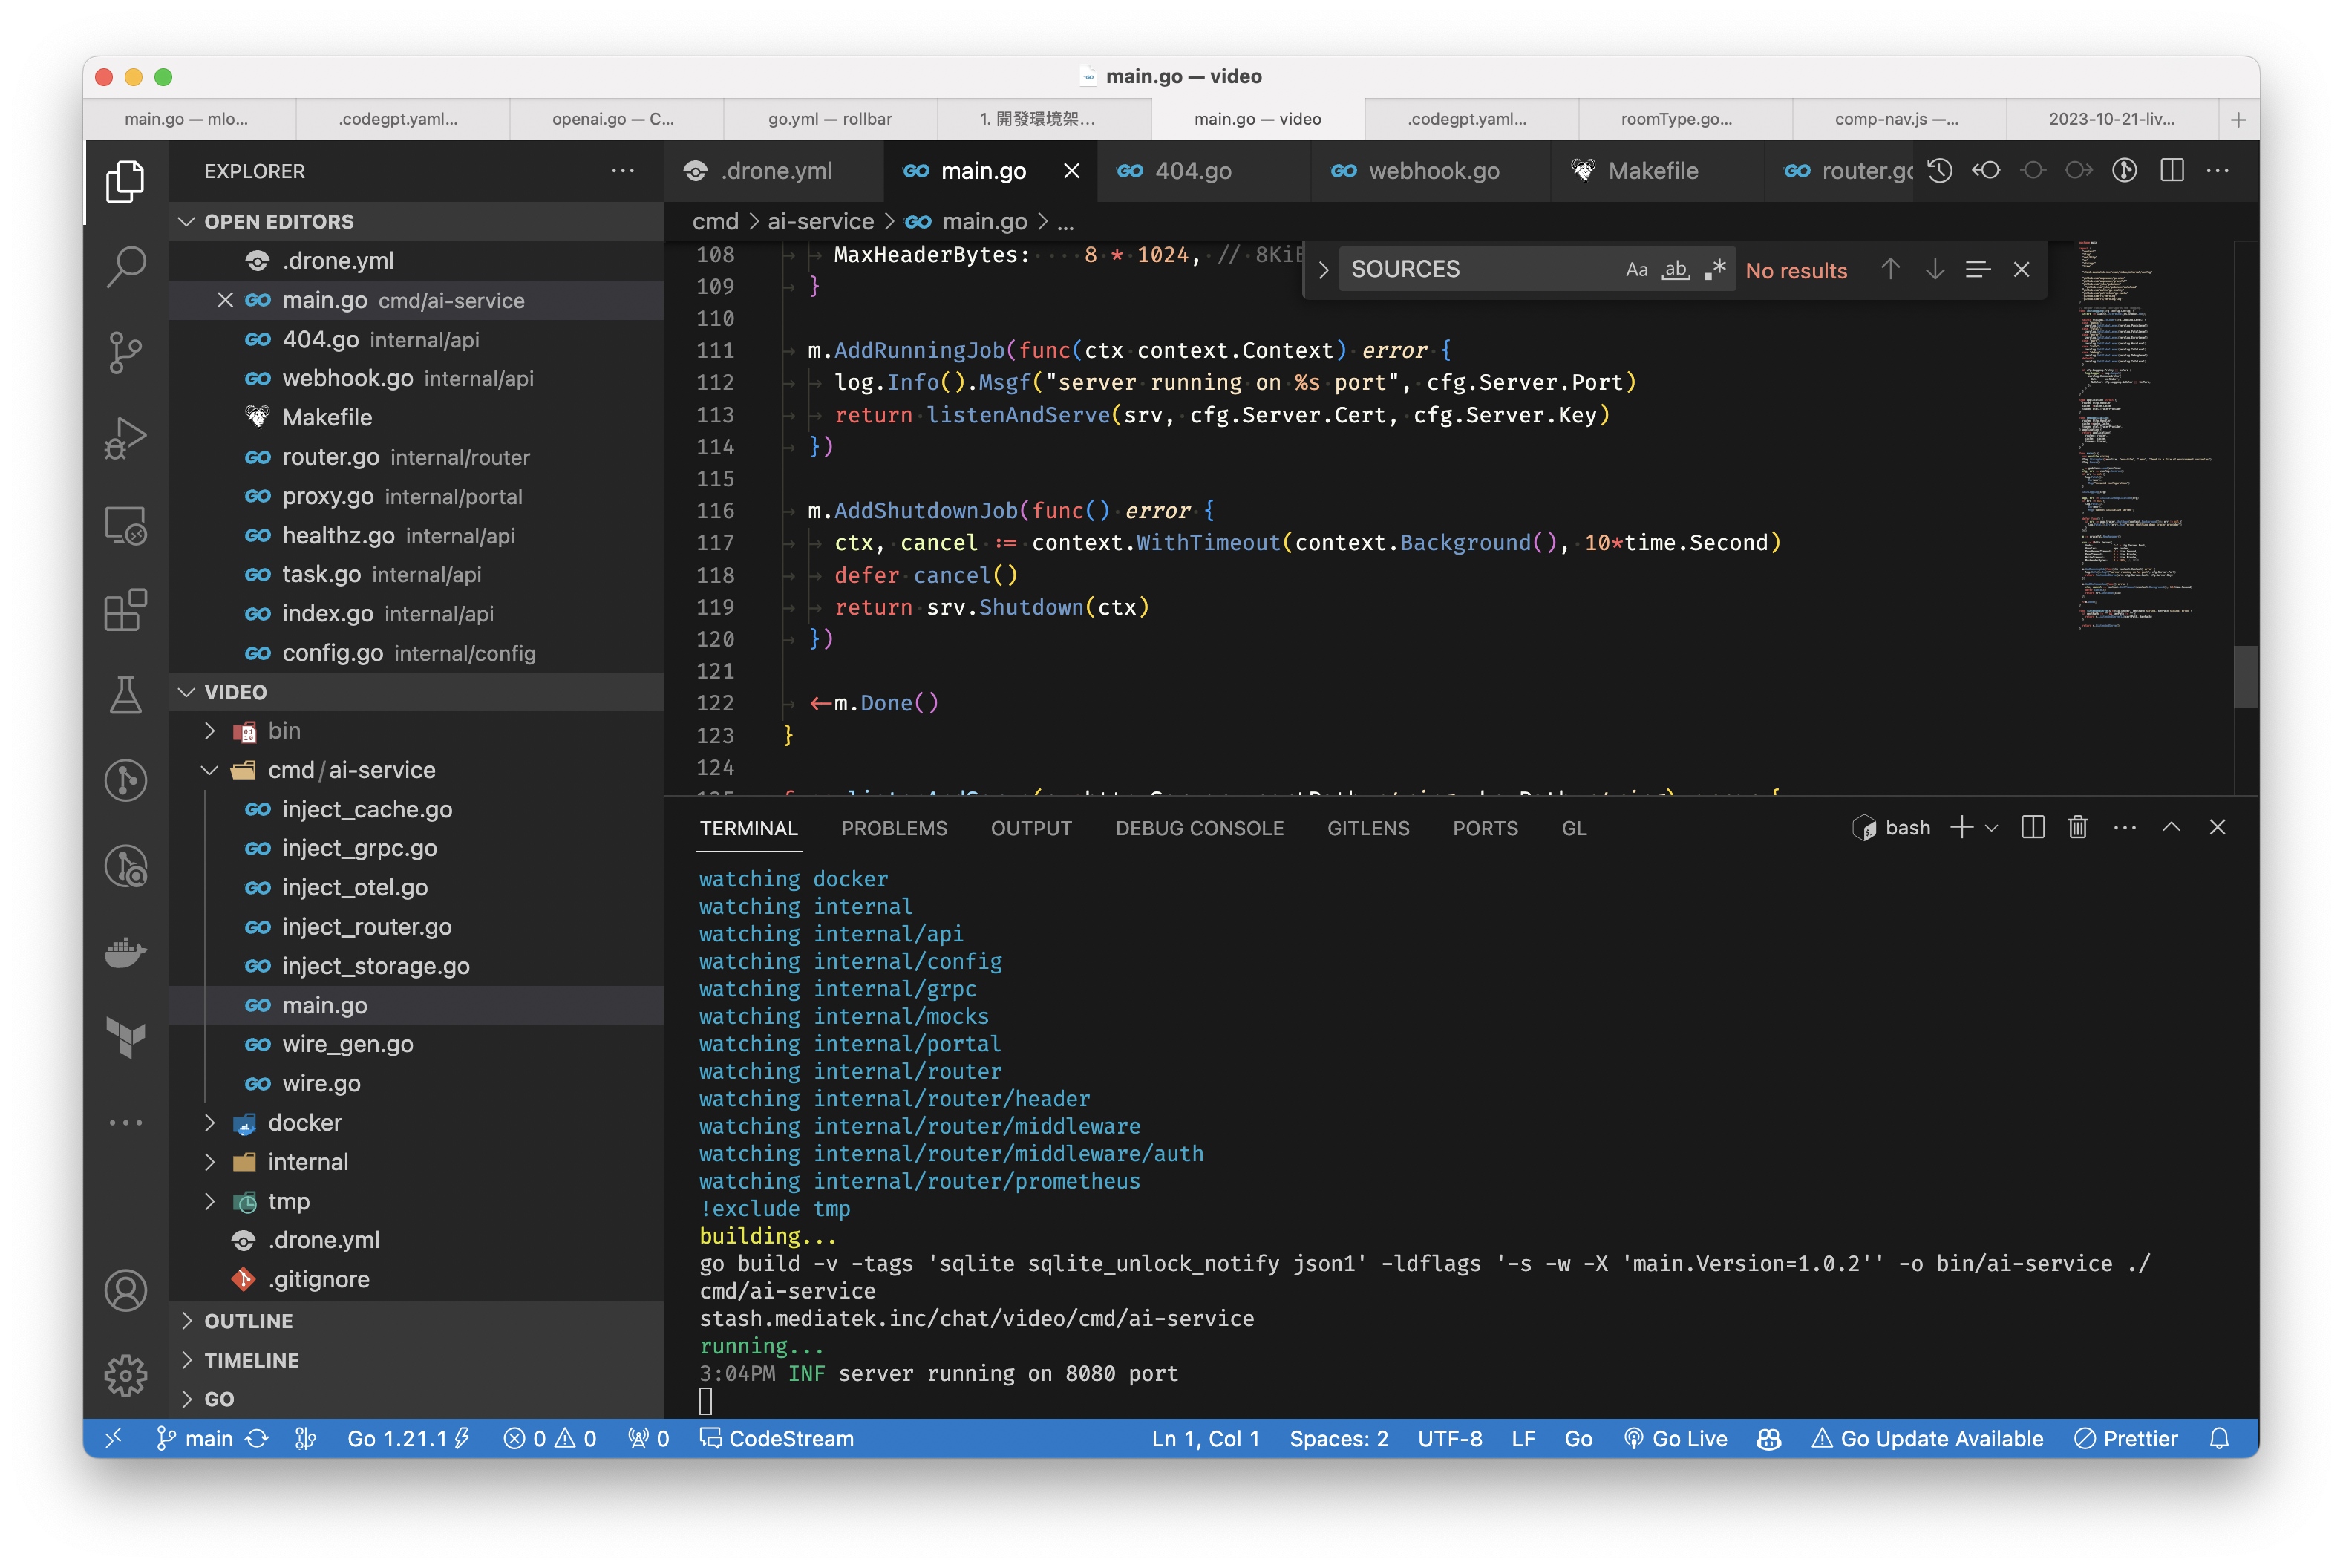 main.go — video
main.go — mlo...
.codegpt.yaml...
openai.go — C...
go.yml — rollbar
1. 開發環境架...
main.go — video
.codegpt.yaml...
roomType.go...
comp-nav.js —...
2023-10-21-liv...
EXPLORER
OPEN EDITORS
.drone.yml
main.go cmd/ai-service
404.go internal/api
webhook.go internal/api
Makefile
router.go internal/router
proxy.go internal/portal
healthz.go internal/api
task.go internal/api
index.go internal/api
config.go internal/config
VIDEO
bin
cmd/ai-service
inject_cache.go
inject_grpc.go
inject_otel.go
inject_router.go
inject_storage.go
main.go
wire_gen.go
wire.go
docker
internal
tmp
.drone.yml
.gitignore
OUTLINE
TIMELINE
GO
.drone.yml
main.go
404.go
webhook.go
Makefile
router.go
cmd > ai-service > main.go > ...
SOURCES
Aa ab .* No results
108 MaxHeaderBytes: 8 * 1024, // 8KiB
109 }
110
111 m.AddRunningJob(func(ctx context.Context) error {
112 log.Info().Msgf("server running on %s port", cfg.Server.Port)
113 return listenAndServe(srv, cfg.Server.Cert, cfg.Server.Key)
114 })
115
116 m.AddShutdownJob(func() error {
117 ctx, cancel := context.WithTimeout(context.Background(), 10*time.Second)
118 defer cancel()
119 return srv.Shutdown(ctx)
120 })
121
122 <-m.Done()
123 }
124
TERMINAL
PROBLEMS
OUTPUT
DEBUG CONSOLE
GITLENS
PORTS
GL
bash
watching docker
watching internal
watching internal/api
watching internal/config
watching internal/grpc
watching internal/mocks
watching internal/portal
watching internal/router
watching internal/router/header
watching internal/router/middleware
watching internal/router/middleware/auth
watching internal/router/prometheus
!exclude tmp
building...
go build -v -tags 'sqlite sqlite_unlock_notify json1' -ldflags '-s -w -X 'main.Version=1.0.2'' -o bin/ai-service ./
cmd/ai-service
stash.mediatek.inc/chat/video/cmd/ai-service
running...
3:04PM INF server running on 8080 port
main
Go 1.21.1
0 0
0
CodeStream
Ln 1, Col 1
Spaces: 2
UTF-8
LF
Go
Go Live
Go Update Available
Prettier